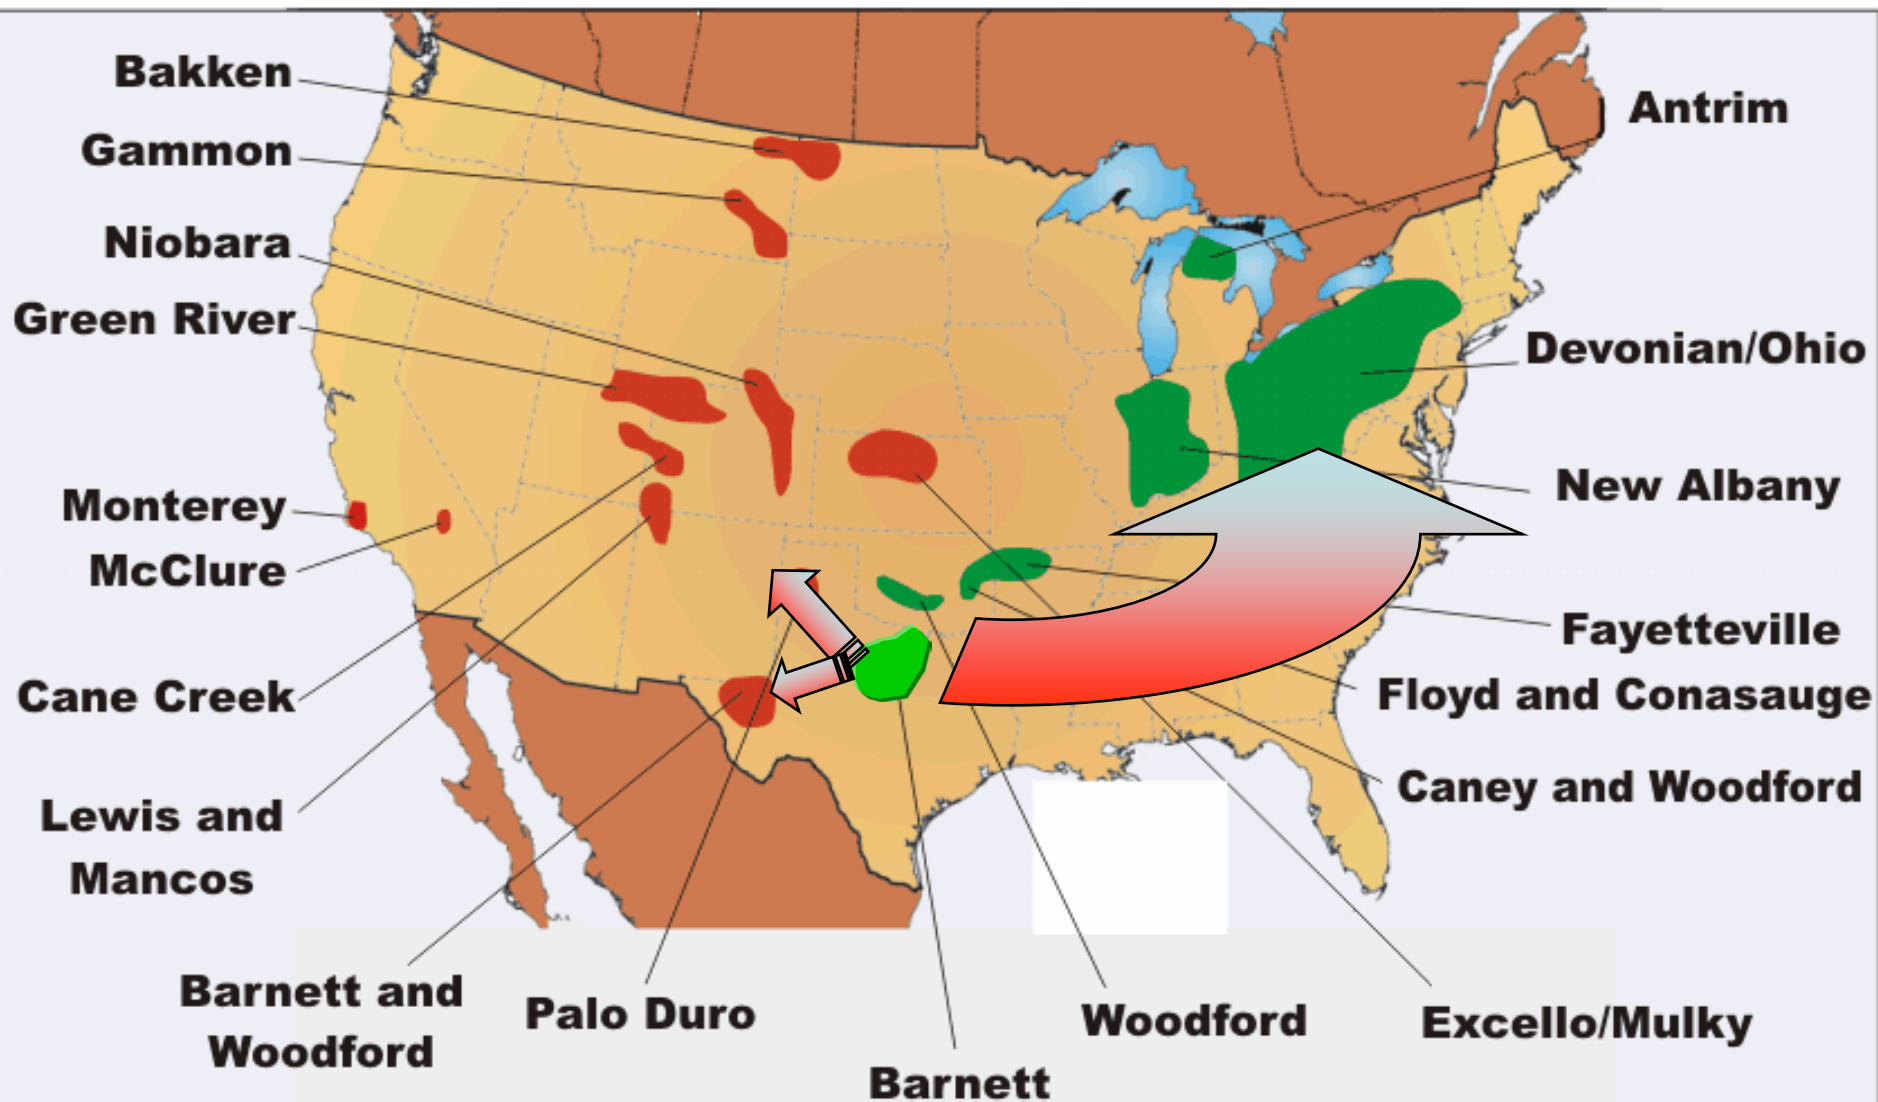 Bakken
Gammon
Niobara
Green River
Monterey
McClure
Cane Creek
Lewis and
Mancos
Barnett and
Woodford
Palo Duro
Barnett
Woodford
Excello/Mulky
Caney and Woodford
Floyd and Conasauge
Fayetteville
New Albany
Devonian/Ohio
Antrim